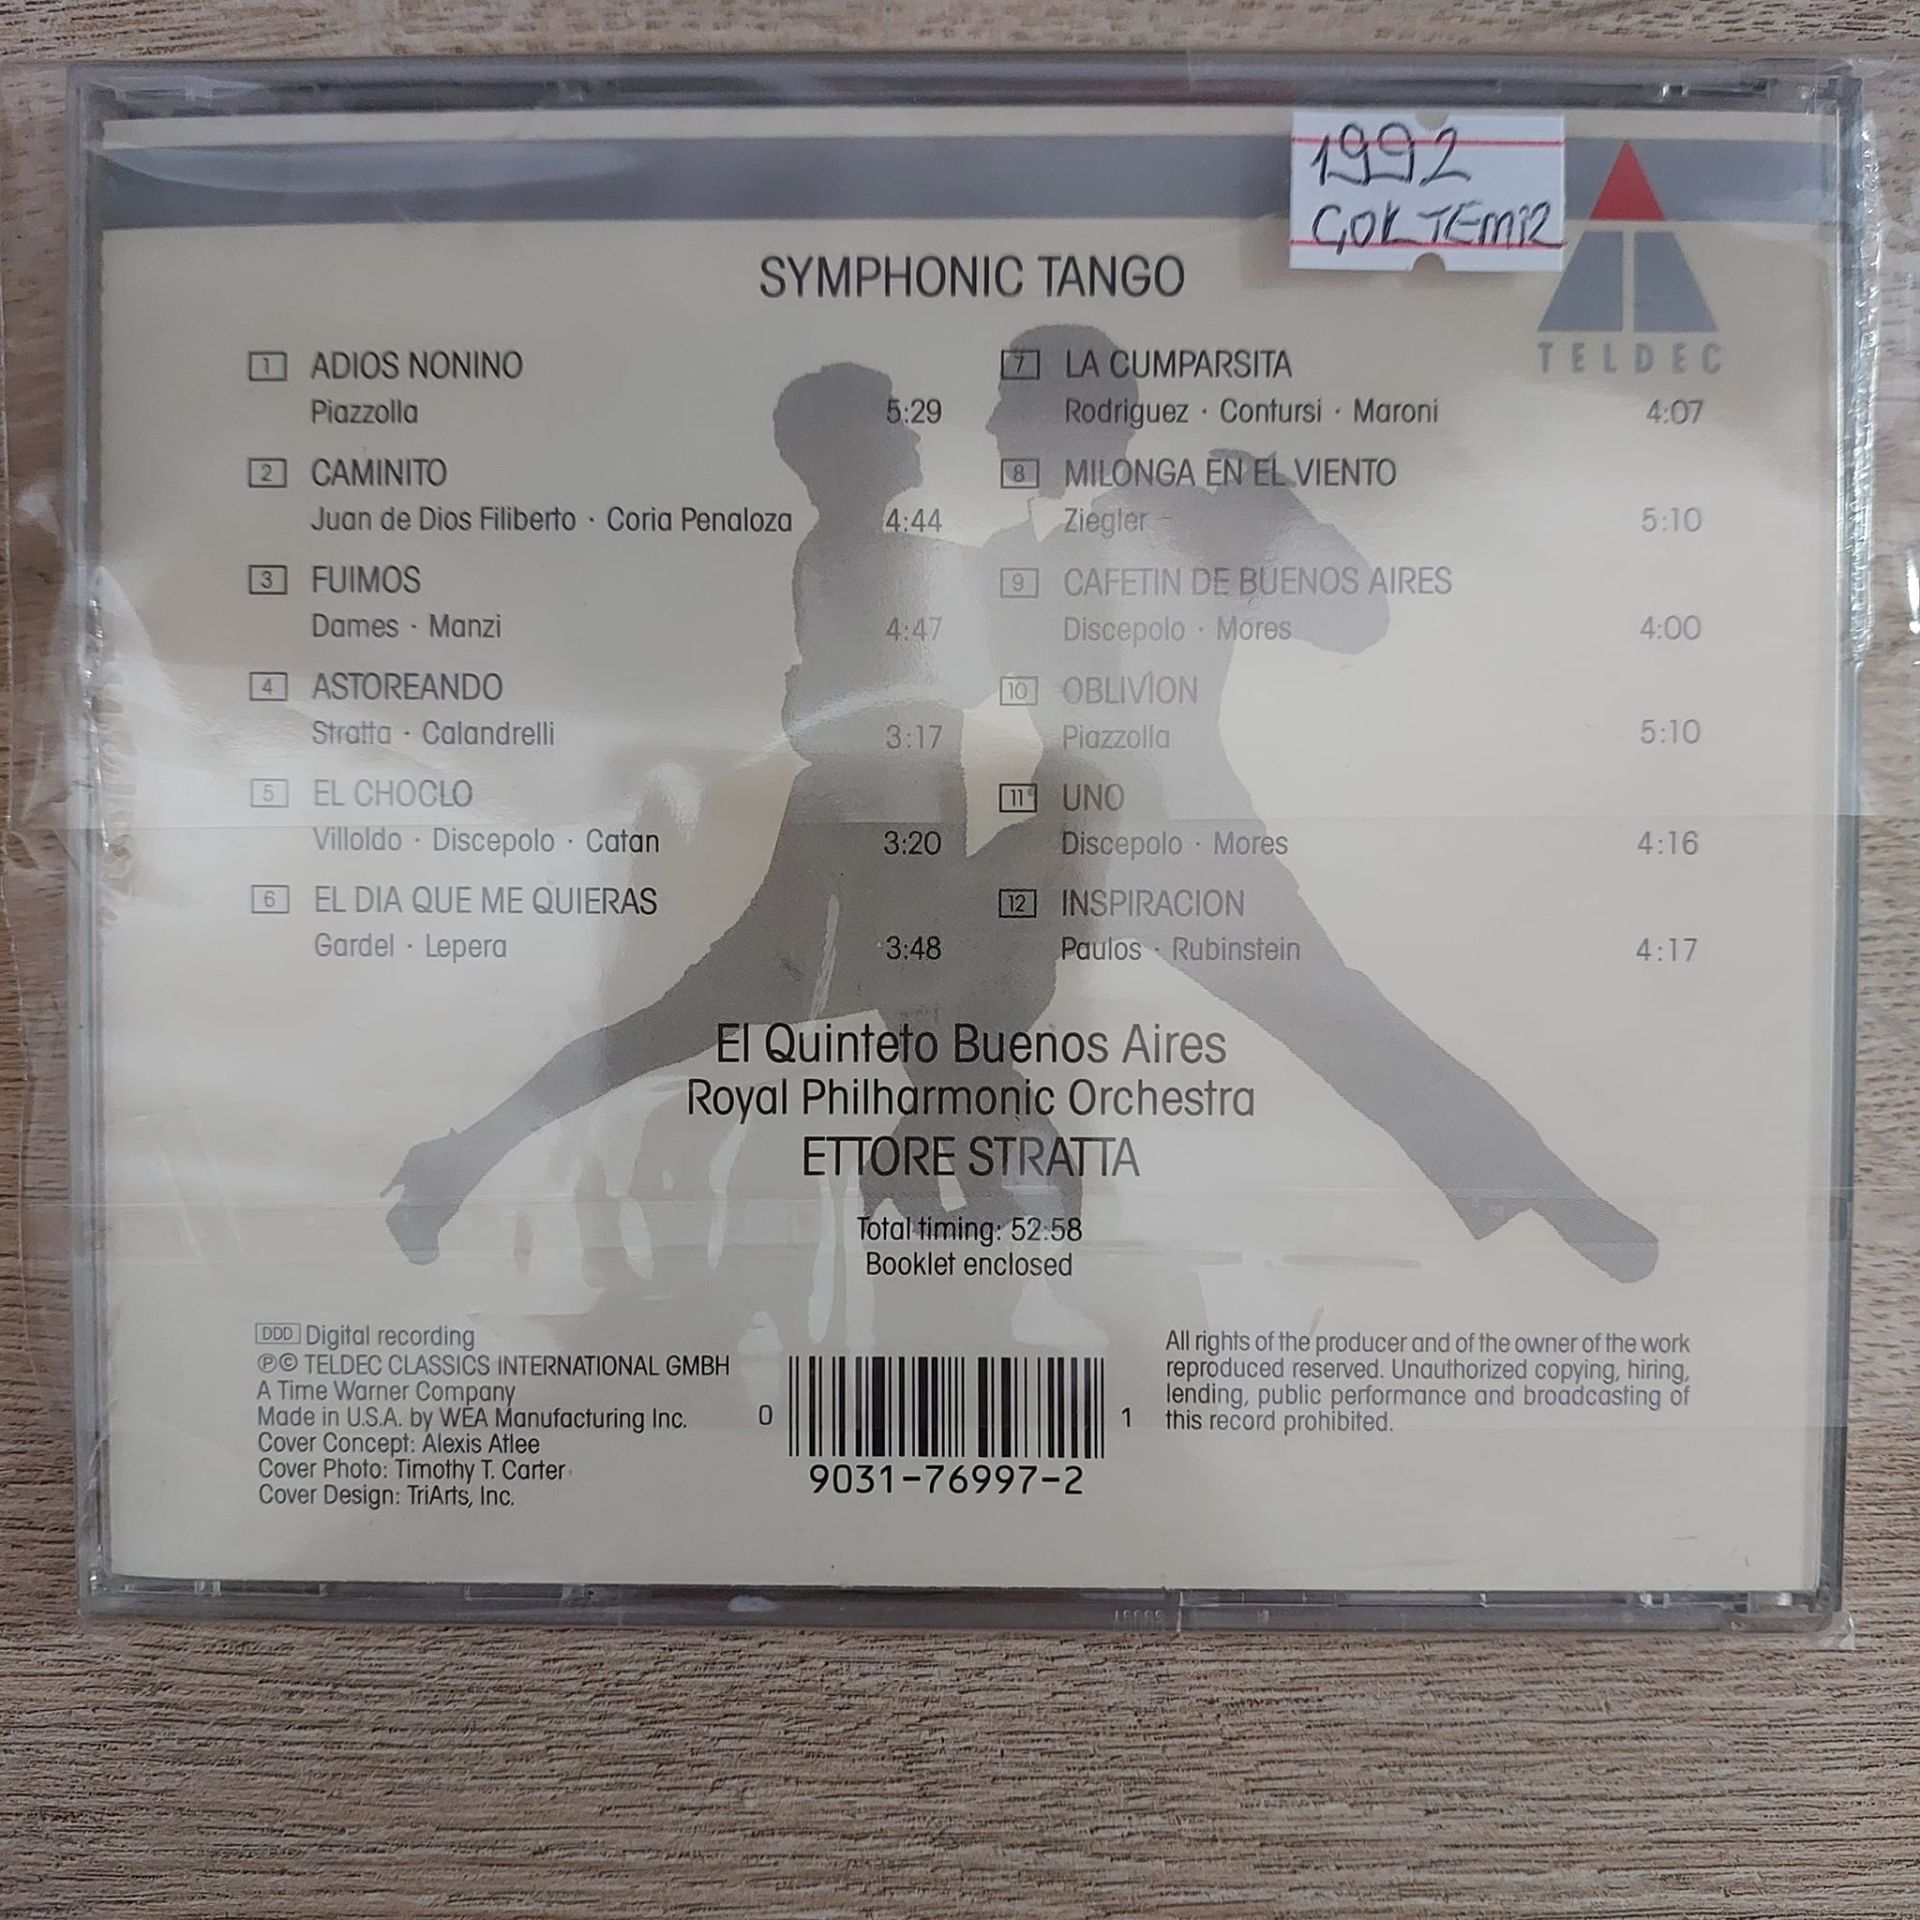 1992
ÇOK TEMİZ
TELDEC
SYMPHONIC TANGO
1 ADIOS NONINO
Piazzolla 5:29
2 CAMINITO
Juan de Dios Filiberto · Coria Penaloza 4:44
3 FUIMOS
Dames · Manzi 4:47
4 ASTOREANDO
Stratta · Calandrelli 3:17
5 EL CHOCLO
Villoldo · Discepolo · Catan 3:20
6 EL DIA QUE ME QUIERAS
Gardel · Lepera 3:48
7 LA CUMPARSITA
Rodriguez · Contursi · Maroni 4:07
8 MILONGA EN EL VIENTO
Ziegler 5:10
9 CAFETIN DE BUENOS AIRES
Discepolo · Mores 4:00
10 OBLIVION
Piazzolla 5:10
11 UNO
Discepolo · Mores 4:16
12 INSPIRACION
Paulos · Rubinstein 4:17
El Quinteto Buenos Aires
Royal Philharmonic Orchestra
ETTORE STRATTA
Total timing: 52:58
Booklet enclosed
DDD Digital recording
℗© TELDEC CLASSICS INTERNATIONAL GMBH
A Time Warner Company
Made in U.S.A. by WEA Manufacturing Inc.
Cover Concept: Alexis Atlee
Cover Photo: Timothy T. Carter
Cover Design: TriArts, Inc.
0 1
9031-76997-2
All rights of the producer and of the owner of the work
reproduced reserved. Unauthorized copying, hiring,
lending, public performance and broadcasting of
this record prohibited.